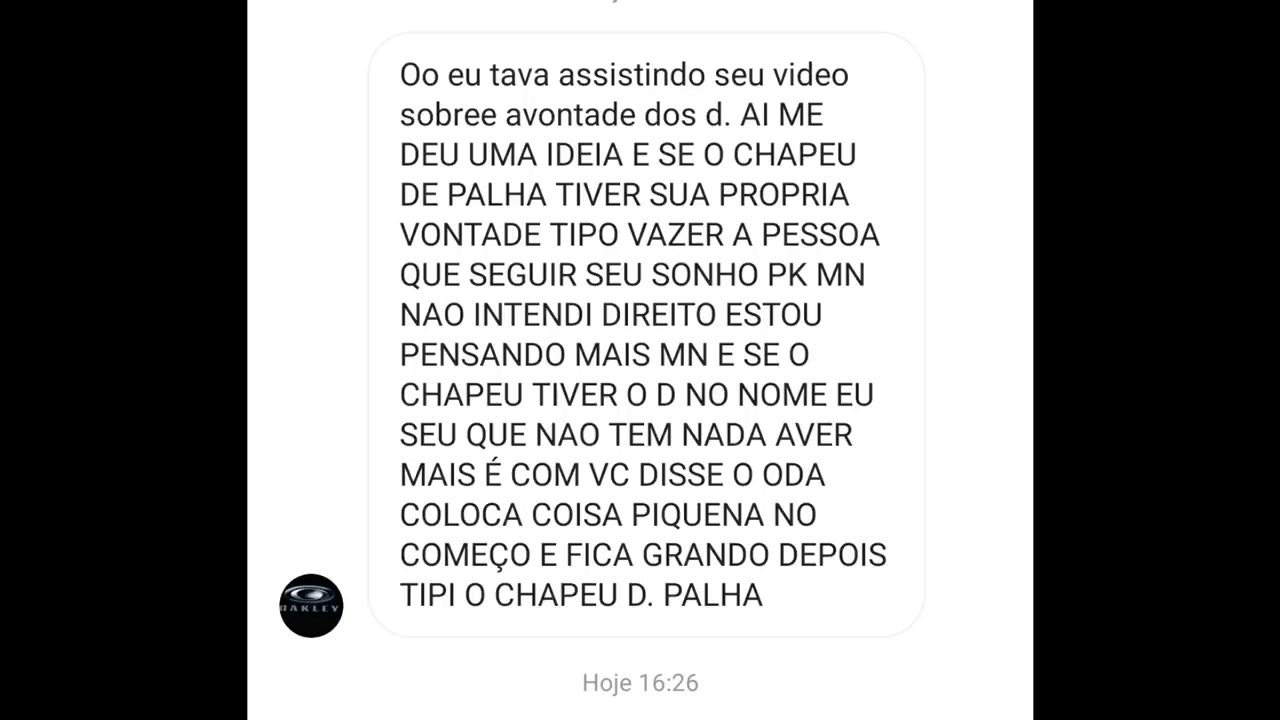 Oo eu tava assistindo seu video
sobree avontade dos d. AI ME
DEU UMA IDEIA E SE O CHAPEU
DE PALHA TIVER SUA PROPRIA
VONTADE TIPO VAZER A PESSOA
QUE SEGUIR SEU SONHO PK MN
NAO INTENDI DIREITO ESTOU
PENSANDO MAIS MN E SE O
CHAPEU TIVER O D NO NOME EU
SEU QUE NAO TEM NADA AVER
MAIS É COM VC DISSE O ODA
COLOCA COISA PIQUENA NO
COMEÇO E FICA GRANDO DEPOIS
TIPI O CHAPEU D. PALHA
OAKLEY
Hoje 16:26